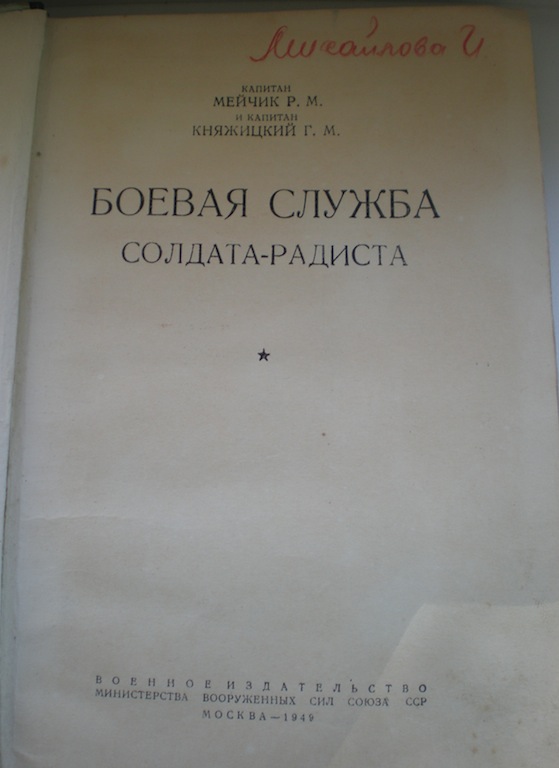 Михайлова И
КАПИТАН
МЕЙЧИК Р. М.
И КАПИТАН
КНЯЖИЦКИЙ Г. М.
БОЕВАЯ СЛУЖБА
СОЛДАТА-РАДИСТА
ВОЕННОЕ ИЗДАТЕЛЬСТВО
МИНИСТЕРСТВА ВООРУЖЕННЫХ СИЛ СОЮЗА ССР
МОСКВА — 1949